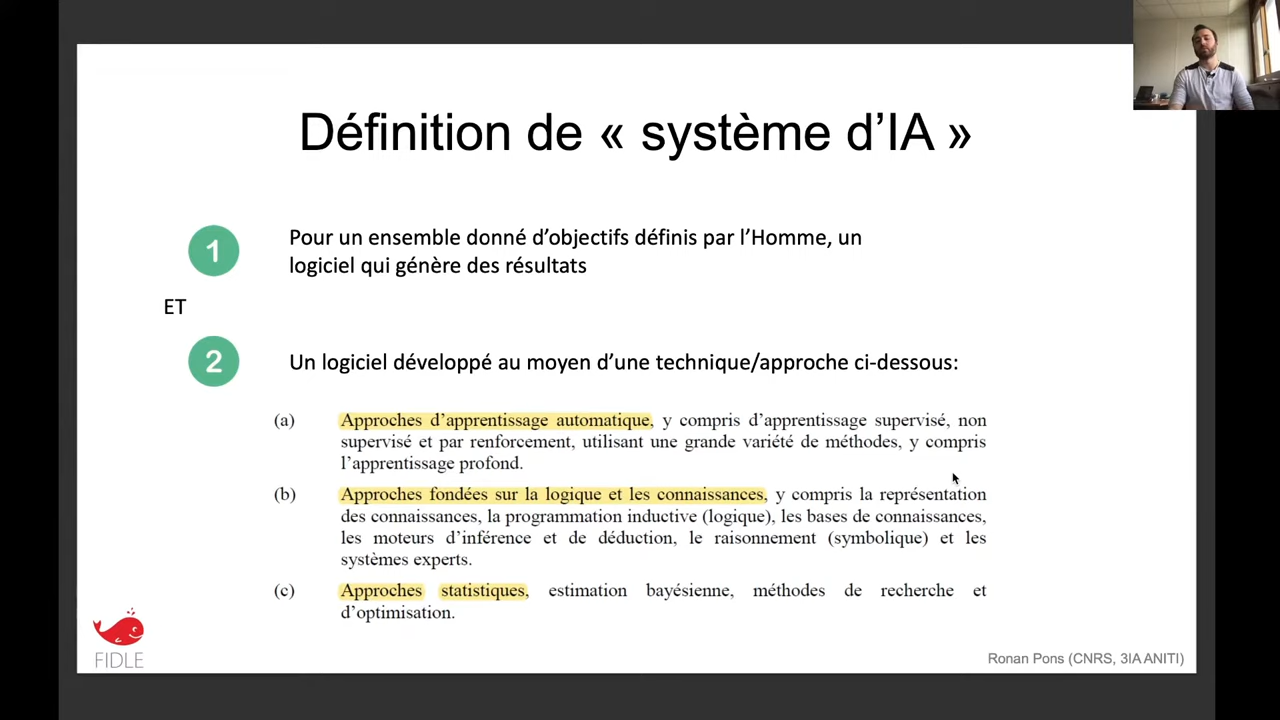 Définition de « système d’IA »
1
Pour un ensemble donné d’objectifs définis par l’Homme, un
logiciel qui génère des résultats
ET
2
Un logiciel développé au moyen d’une technique/approche ci-dessous:
(a) Approches d’apprentissage automatique, y compris d’apprentissage supervisé, non
supervisé et par renforcement, utilisant une grande variété de méthodes, y compris
l’apprentissage profond.
(b) Approches fondées sur la logique et les connaissances, y compris la représentation
des connaissances, la programmation inductive (logique), les bases de connaissances,
les moteurs d’inférence et de déduction, le raisonnement (symbolique) et les
systèmes experts.
(c) Approches statistiques, estimation bayésienne, méthodes de recherche et
d’optimisation.
FIDLE
Ronan Pons (CNRS, 3IA ANITI)